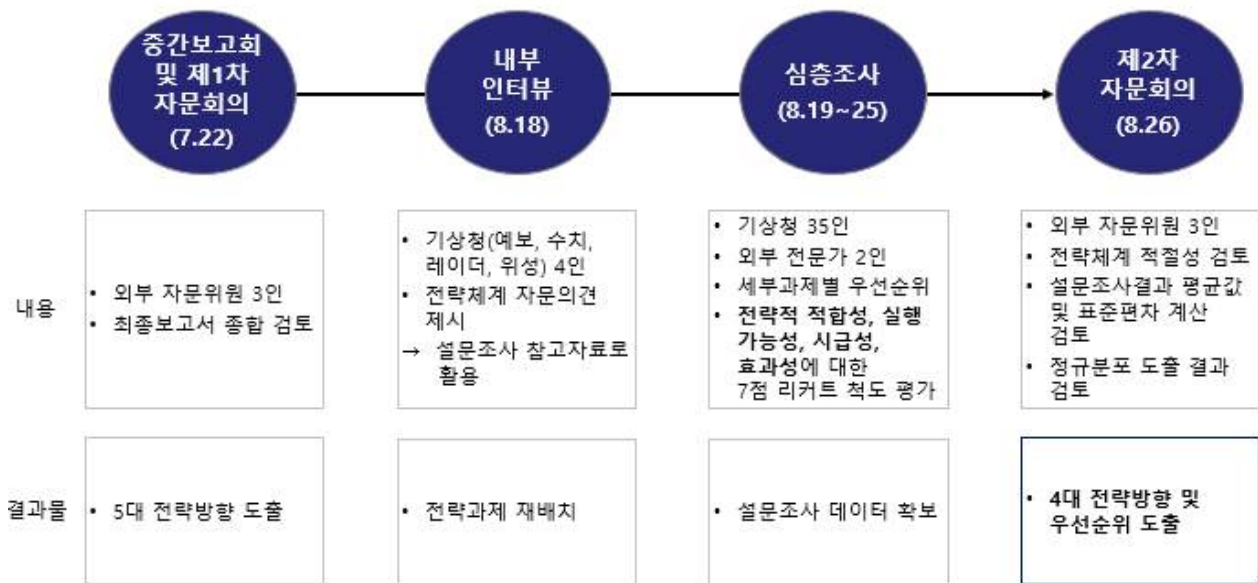 중간보고회
및 제1차
자문회의
(7.22)
내부
인터뷰
(8.18)
심층조사
(8.19~25)
제2차
자문회의
(8.26)
내용
• 외부 자문위원 3인
• 최종보고서 종합 검토
• 기상청(예보, 수치,
레이더, 위성) 4인
• 전략체계 자문의견
제시
→ 설문조사 참고자료로
활용
• 기상청 35인
• 외부 전문가 2인
• 세부과제별 우선순위
• 전략적 적합성, 실행
가능성, 시급성,
효과성에 대한
7점 리커트 척도 평가
• 외부 자문위원 3인
• 전략체계 적절성 검토
• 설문조사결과 평균값
및 표준편차 계산
검토
• 정규분포 도출 결과
검토
결과물
• 5대 전략방향 도출
• 전략과제 재배치
• 설문조사 데이터 확보
• 4대 전략방향 및
우선순위 도출